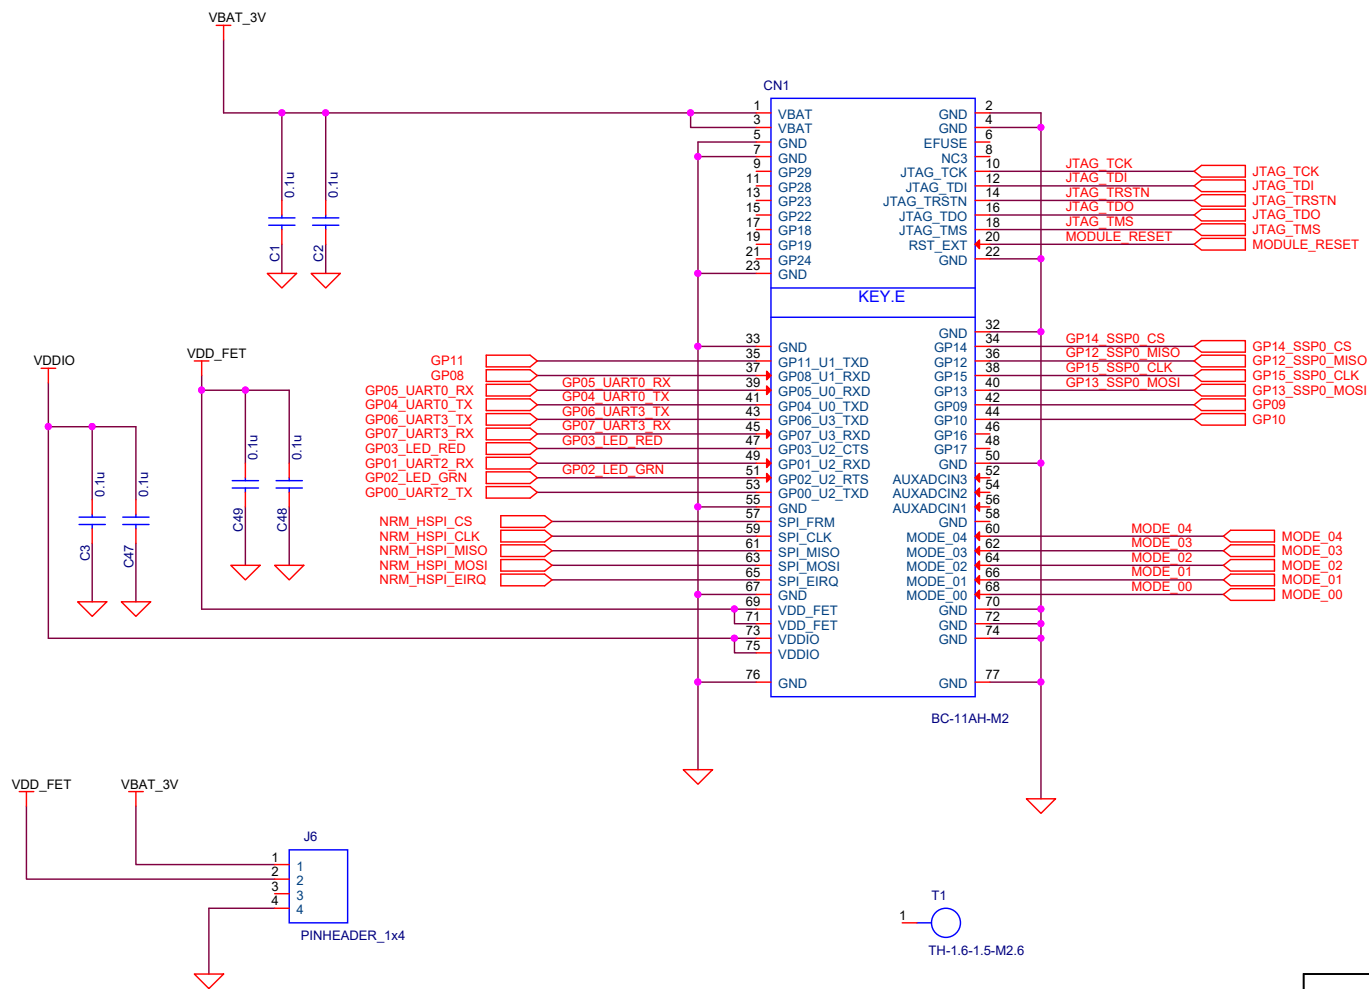 VBAT_3V
CN1
1 VBAT GND 2
3 VBAT GND 4
5 GND EFUSE 6
7 GND NC3 8
9 GP29 JTAG_TCK 10 JTAG_TCK JTAG_TCK
11 GP28 JTAG_TDI 12 JTAG_TDI JTAG_TDI
13 GP23 JTAG_TRSTN 14 JTAG_TRSTN JTAG_TRSTN
15 GP22 JTAG_TDO 16 JTAG_TDO JTAG_TDO
17 GP18 JTAG_TMS 18 JTAG_TMS JTAG_TMS
19 GP19 RST_EXT 20 MODULE_RESET MODULE_RESET
21 GP24 GND 22
23 GND
0.1u 0.1u
C1 C2
KEY.E
GND 32
VDDIO VDD_FET
33 GND GP14 34 GP14_SSP0_CS GP14_SSP0_CS
GP11 35 GP11_U1_TXD GP12 36 GP12_SSP0_MISO GP12_SSP0_MISO
GP08 37 GP08_U1_RXD GP15 38 GP15_SSP0_CLK GP15_SSP0_CLK
GP05_UART0_RX GP05_UART0_RX 39 GP05_U0_RXD GP13 40 GP13_SSP0_MOSI GP13_SSP0_MOSI
GP04_UART0_TX GP04_UART0_TX 41 GP04_U0_TXD GP09 42 GP09
GP06_UART3_TX GP06_UART3_TX 43 GP06_U3_TXD GP10 44 GP10
GP07_UART3_RX GP07_UART3_RX 45 GP07_U3_RXD GP16 46
GP03_LED_RED GP03_LED_RED 47 GP03_U2_CTS GP17 48
GP01_UART2_RX 49 GP01_U2_RXD GND 50
GP02_LED_GRN GP02_LED_GRN 51 GP02_U2_RTS AUXADCIN3 52
GP00_UART2_TX 53 GP00_U2_TXD AUXADCIN2 54
55 GND AUXADCIN1 56
NRM_HSPI_CS 57 SPI_FRM GND 58
NRM_HSPI_CLK 59 SPI_CLK MODE_04 60 MODE_04 MODE_04
NRM_HSPI_MISO 61 SPI_MISO MODE_03 62 MODE_03 MODE_03
NRM_HSPI_MOSI 63 SPI_MOSI MODE_02 64 MODE_02 MODE_02
NRM_HSPI_EIRQ 65 SPI_EIRQ MODE_01 66 MODE_01 MODE_01
67 GND MODE_00 68 MODE_00 MODE_00
69 VDD_FET GND 70
71 VDD_FET GND 72
73 VDDIO GND 74
75 VDDIO
76 GND GND 77
0.1u 0.1u
C49 C48
0.1u 0.1u
C3 C47
BC-11AH-M2
VDD_FET VBAT_3V
J6
1 1
2 2
3 3
4 4
PINHEADER_1x4
T1
1
TH-1.6-1.5-M2.6